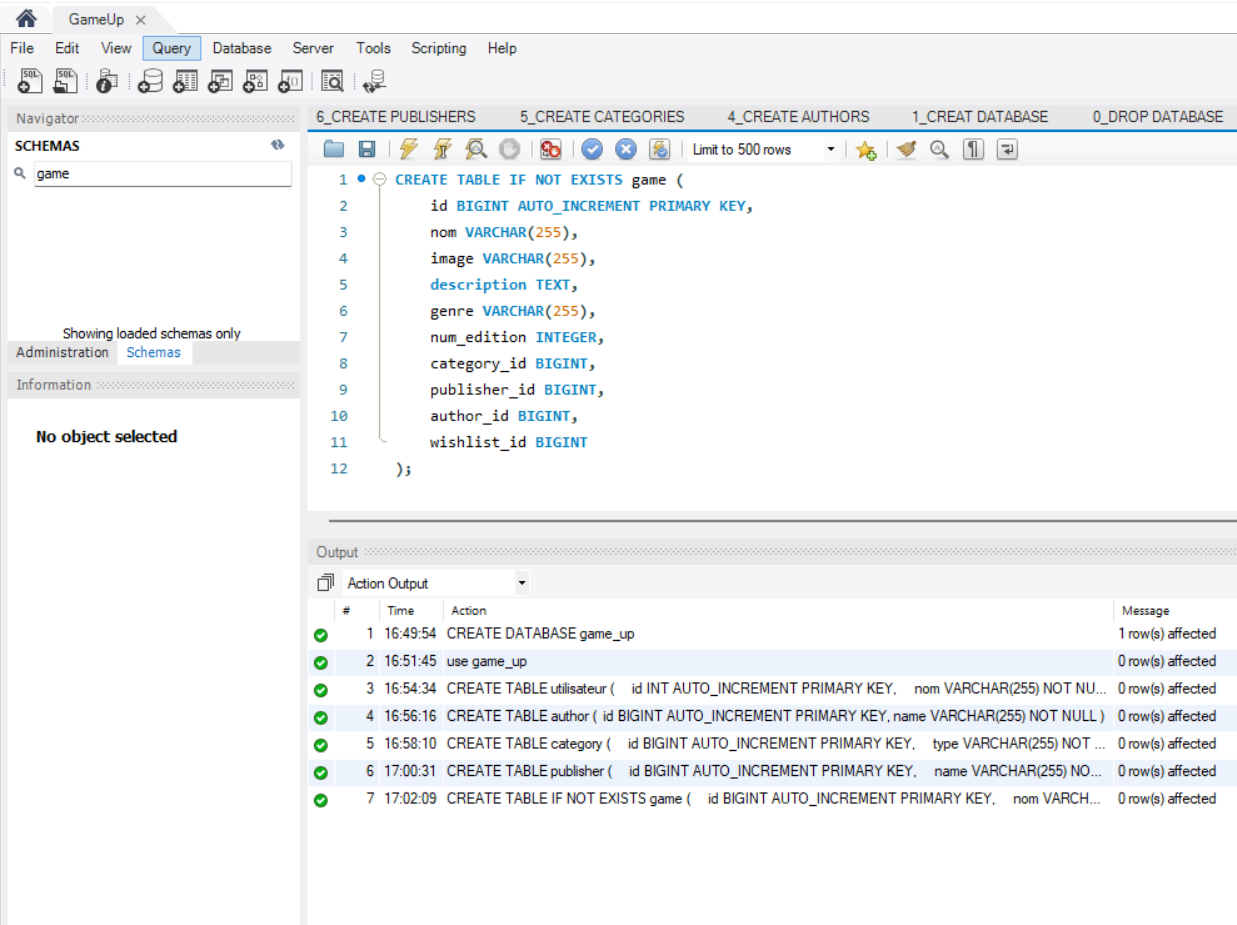 GameUp ×
File Edit View Query Database Server Tools Scripting Help
Navigator
SCHEMAS
game
Showing loaded schemas only
Administration Schemas
Information
No object selected
6_CREATE PUBLISHERS 5_CREATE CATEGORIES 4_CREATE AUTHORS 1_CREAT DATABASE 0_DROP DATABASE
Limit to 500 rows
1 CREATE TABLE IF NOT EXISTS game (
2 id BIGINT AUTO_INCREMENT PRIMARY KEY,
3 nom VARCHAR(255),
4 image VARCHAR(255),
5 description TEXT,
6 genre VARCHAR(255),
7 num_edition INTEGER,
8 category_id BIGINT,
9 publisher_id BIGINT,
10 author_id BIGINT,
11 wishlist_id BIGINT
12 );
Output
Action Output
# Time Action Message
1 16:49:54 CREATE DATABASE game_up 1 row(s) affected
2 16:51:45 use game_up 0 row(s) affected
3 16:54:34 CREATE TABLE utilisateur ( id INT AUTO_INCREMENT PRIMARY KEY, nom VARCHAR(255) NOT NU... 0 row(s) affected
4 16:56:16 CREATE TABLE author ( id BIGINT AUTO_INCREMENT PRIMARY KEY, name VARCHAR(255) NOT NULL ) 0 row(s) affected
5 16:58:10 CREATE TABLE category ( id BIGINT AUTO_INCREMENT PRIMARY KEY, type VARCHAR(255) NOT ... 0 row(s) affected
6 17:00:31 CREATE TABLE publisher ( id BIGINT AUTO_INCREMENT PRIMARY KEY, name VARCHAR(255) NO... 0 row(s) affected
7 17:02:09 CREATE TABLE IF NOT EXISTS game ( id BIGINT AUTO_INCREMENT PRIMARY KEY, nom VARCH... 0 row(s) affected